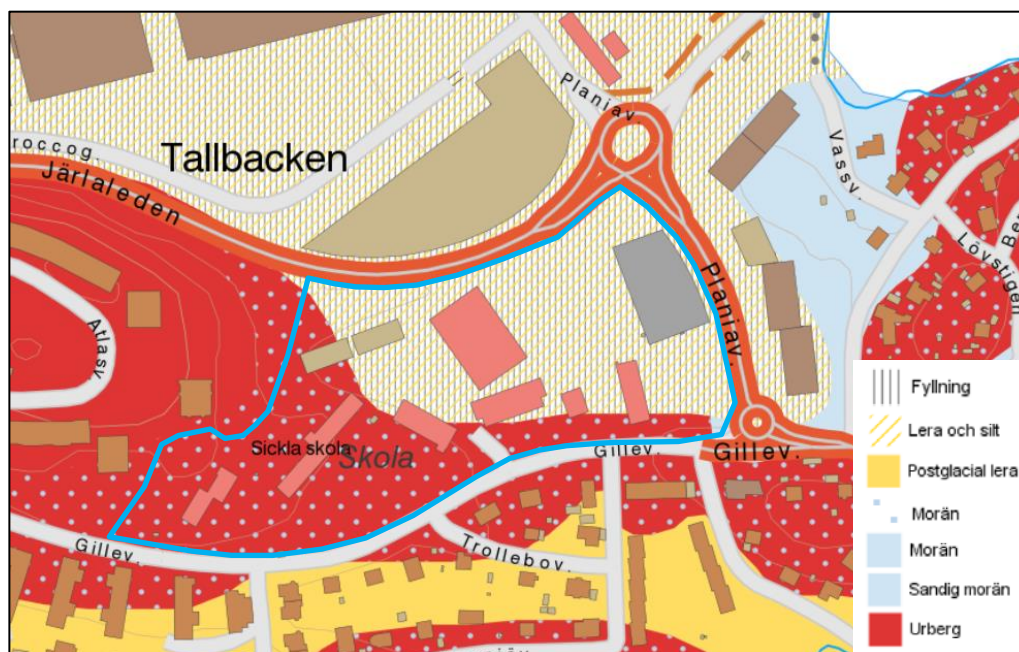 Planiav.
roccog.
Tallbacken
Järlaleden
Vassv.
Lövstigen
Be
Planiav.
Atlasv.
Sickla skola
Skola
Gillev.
Gillev.
Gillev.
Trollebov.
Fyllning
Lera och silt
Postglacial lera
Morän
Morän
Sandig morän
Urberg